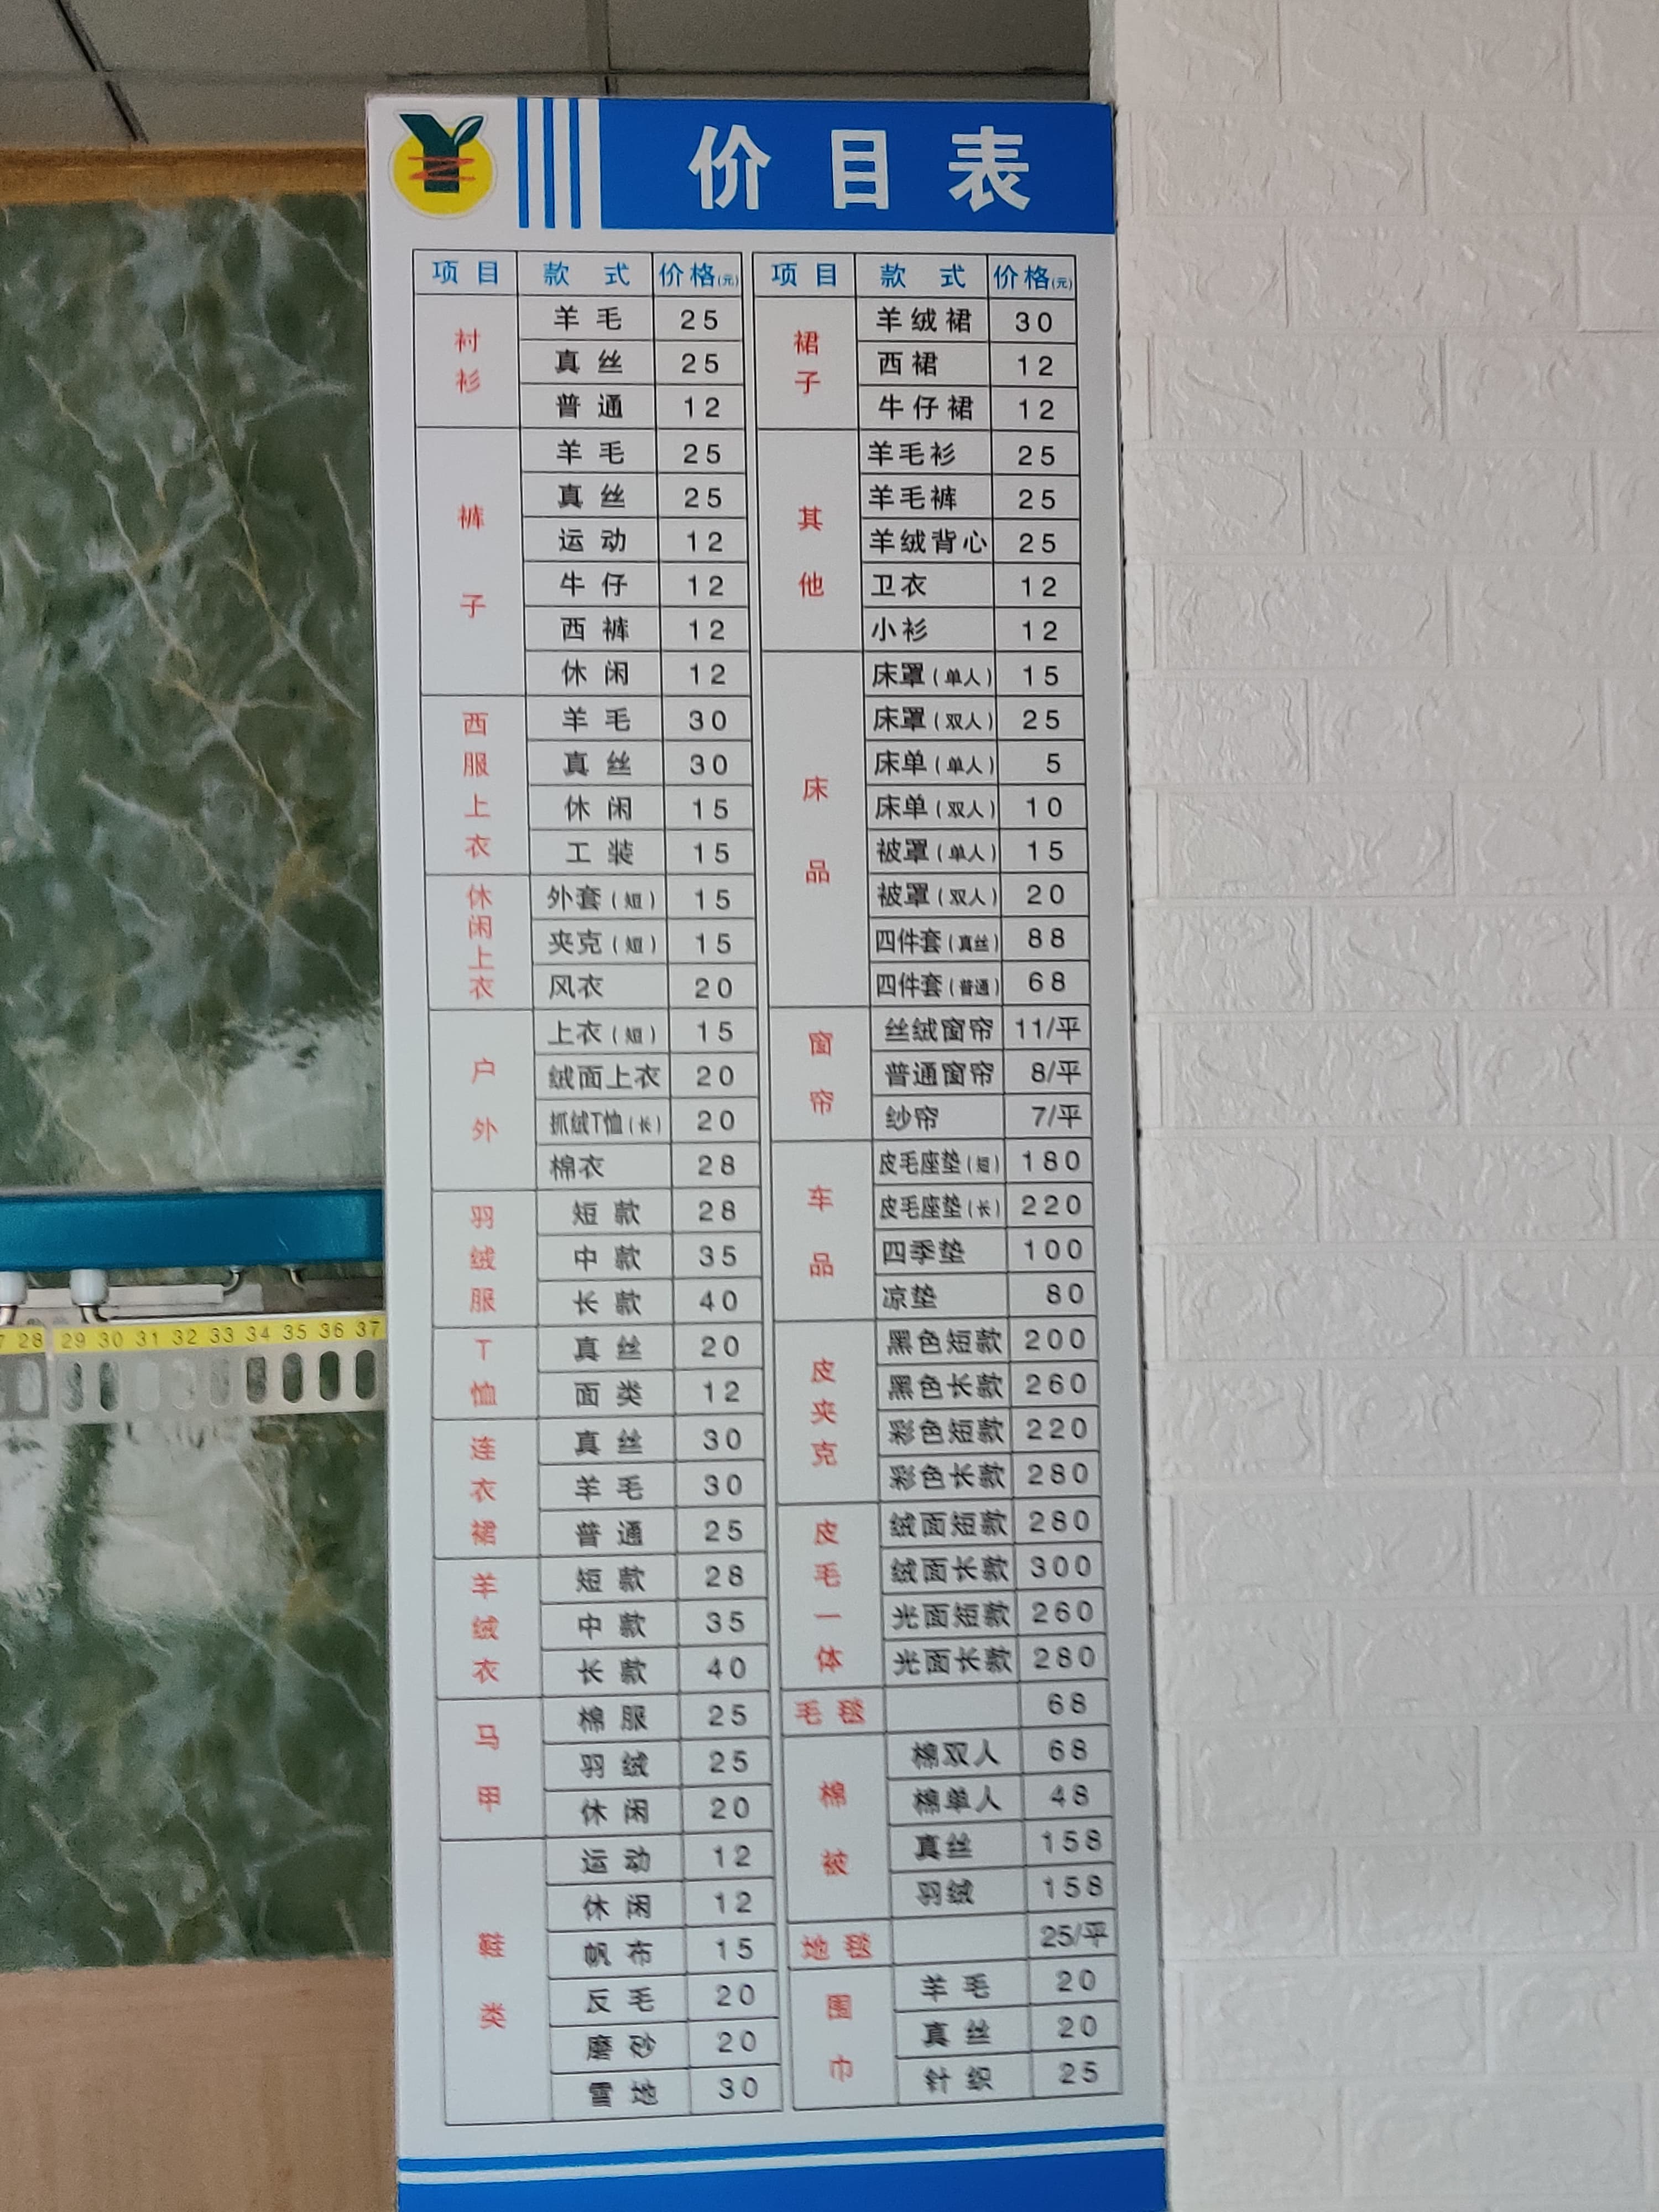 价目表
项目 款式 价格(元)
衬衫
羊毛 25
真丝 25
普通 12
裤子
羊毛 25
真丝 25
运动 12
牛仔 12
西裤 12
休闲 12
西服上衣
羊毛 30
真丝 30
休闲 15
工装 15
休闲上衣
外套(短) 15
夹克(短) 15
风衣 20
户外
上衣(短) 15
绒面上衣 20
抓绒T恤(长) 20
棉衣 28
羽绒服
短款 28
中款 35
长款 40
T恤
真丝 20
面类 12
连衣裙
真丝 30
羊毛 30
普通 25
羊绒衣
短款 28
中款 35
长款 40
马甲
棉服 25
羽绒 25
休闲 20
鞋类
运动 12
休闲 12
帆布 15
反毛 20
磨砂 20
雪地 30
项目 款式 价格(元)
裙子
羊绒裙 30
西裙 12
牛仔裙 12
其他
羊毛衫 25
羊毛裤 25
羊绒背心 25
卫衣 12
小衫 12
床品
床罩(单人) 15
床罩(双人) 25
床单(单人) 5
床单(双人) 10
被罩(单人) 15
被罩(双人) 20
四件套(真丝) 88
四件套(普通) 68
窗帘
丝绒窗帘 11/平
普通窗帘 8/平
纱帘 7/平
车品
皮毛座垫(短) 180
皮毛座垫(长) 220
四季垫 100
凉垫 80
皮夹克
黑色短款 200
黑色长款 260
彩色短款 220
彩色长款 280
皮毛一体
绒面短款 280
绒面长款 300
光面短款 260
光面长款 280
毛毯 68
棉被
棉双人 68
棉单人 48
真丝 158
羽绒 158
地毯 25/平
围巾
羊毛 20
真丝 20
针织 25
28 29 30 31 32 33 34 35 36 37